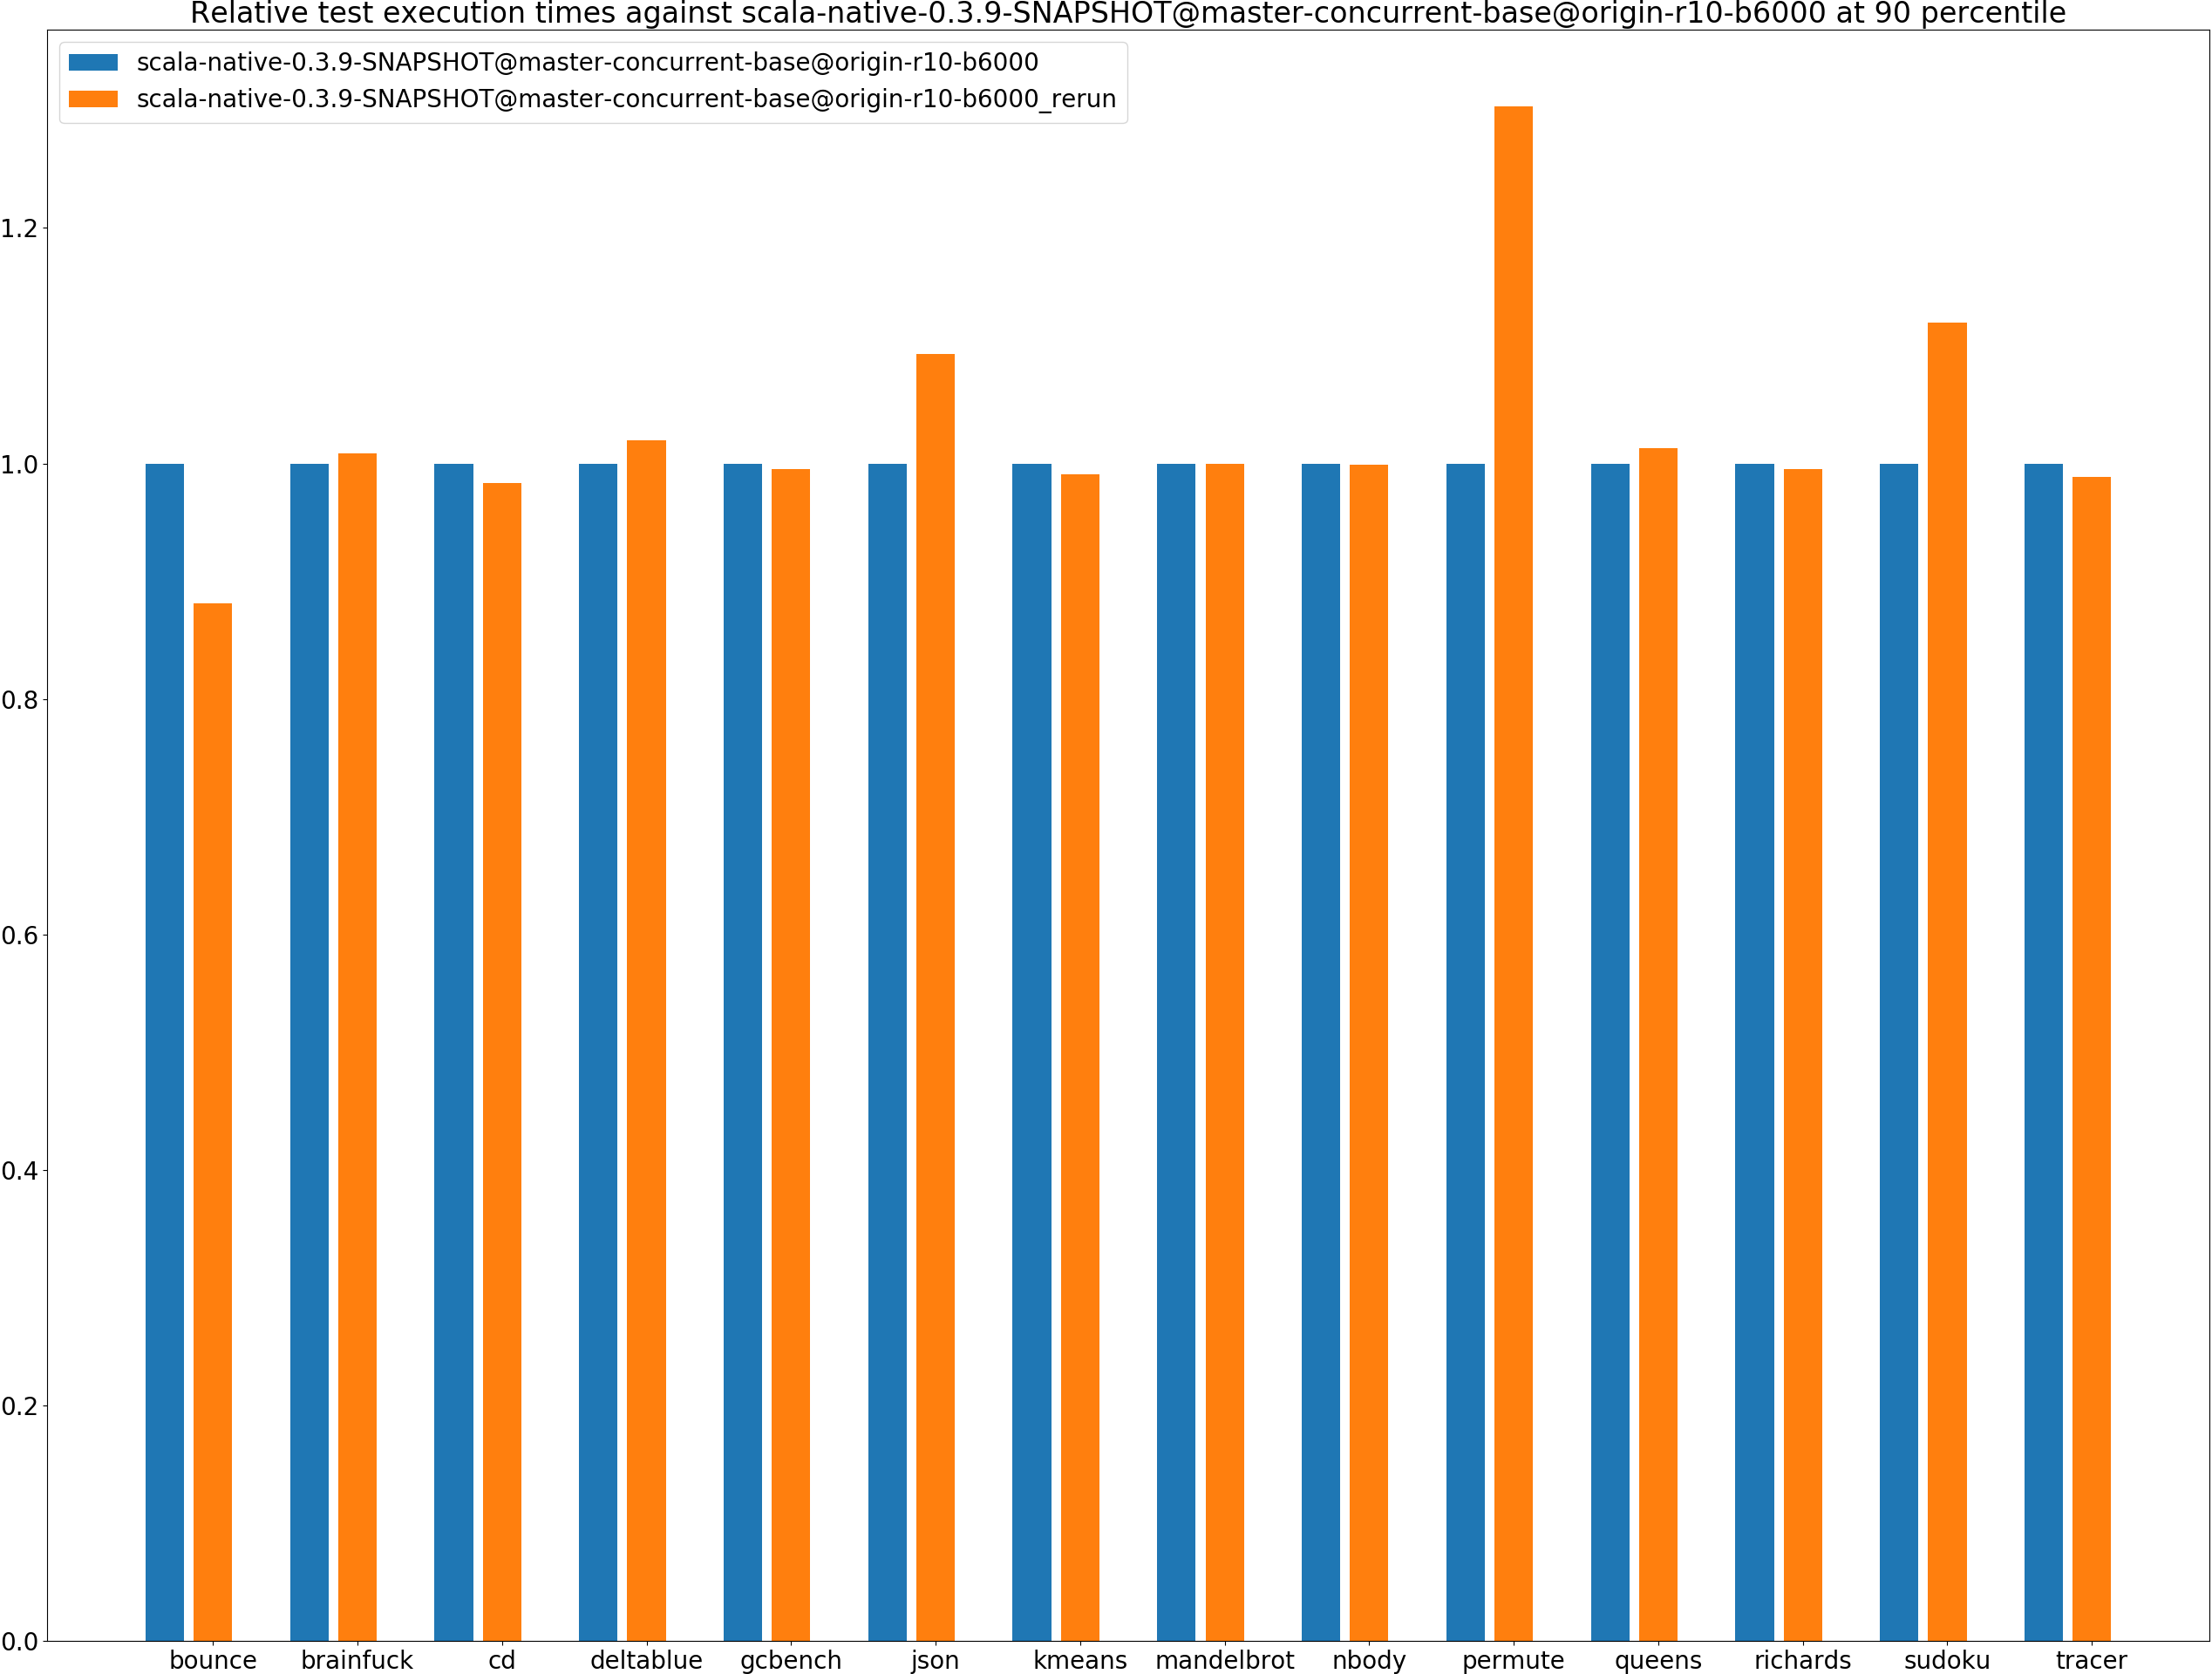 Relative test execution times against scala-native-0.3.9-SNAPSHOT@master-concurrent-base@origin-r10-b6000 at 90 percentile
scala-native-0.3.9-SNAPSHOT@master-concurrent-base@origin-r10-b6000
scala-native-0.3.9-SNAPSHOT@master-concurrent-base@origin-r10-b6000_rerun
1.2
1.0
0.8
0.6
0.4
0.2
0.0
bounce brainfuck cd deltablue gcbench json kmeans mandelbrot nbody permute queens richards sudoku tracer